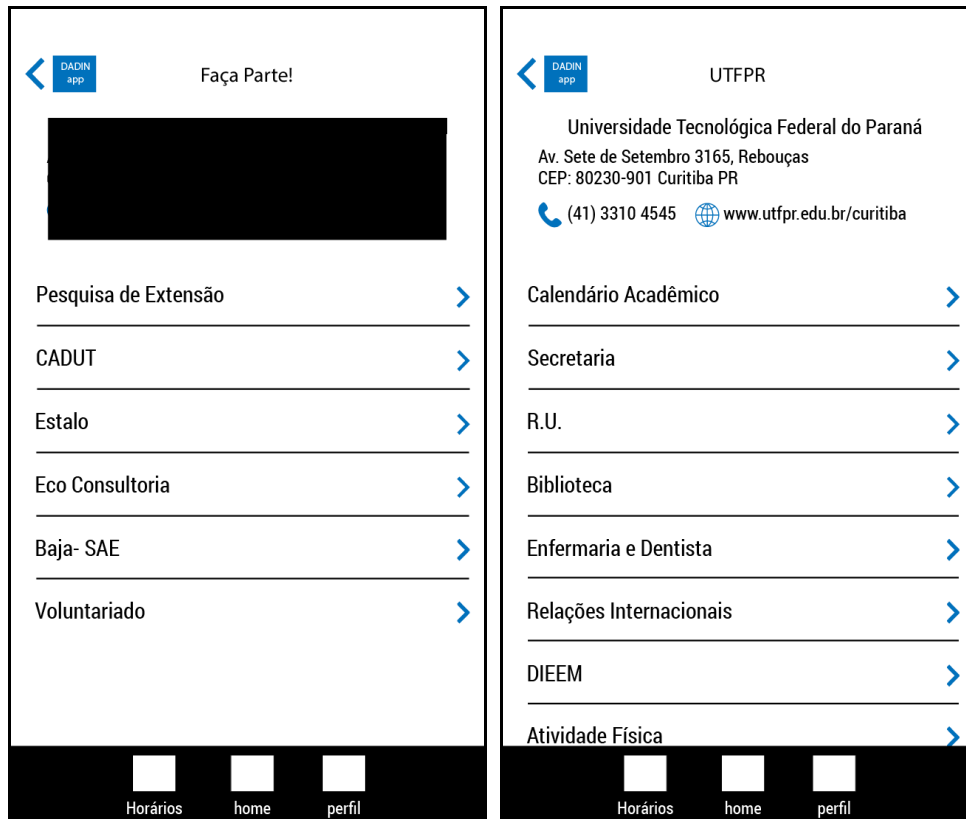 DADIN
app
Faça Parte!
Pesquisa de Extensão
CADUT
Estalo
Eco Consultoria
Baja- SAE
Voluntariado
Horários
home
perfil
DADIN
app
UTFPR
Universidade Tecnológica Federal do Paraná
Av. Sete de Setembro 3165, Rebouças
CEP: 80230-901 Curitiba PR
(41) 3310 4545 www.utfpr.edu.br/curitiba
Calendário Acadêmico
Secretaria
R.U.
Biblioteca
Enfermaria e Dentista
Relações Internacionais
DIEEM
Atividade Física
Horários
home
perfil